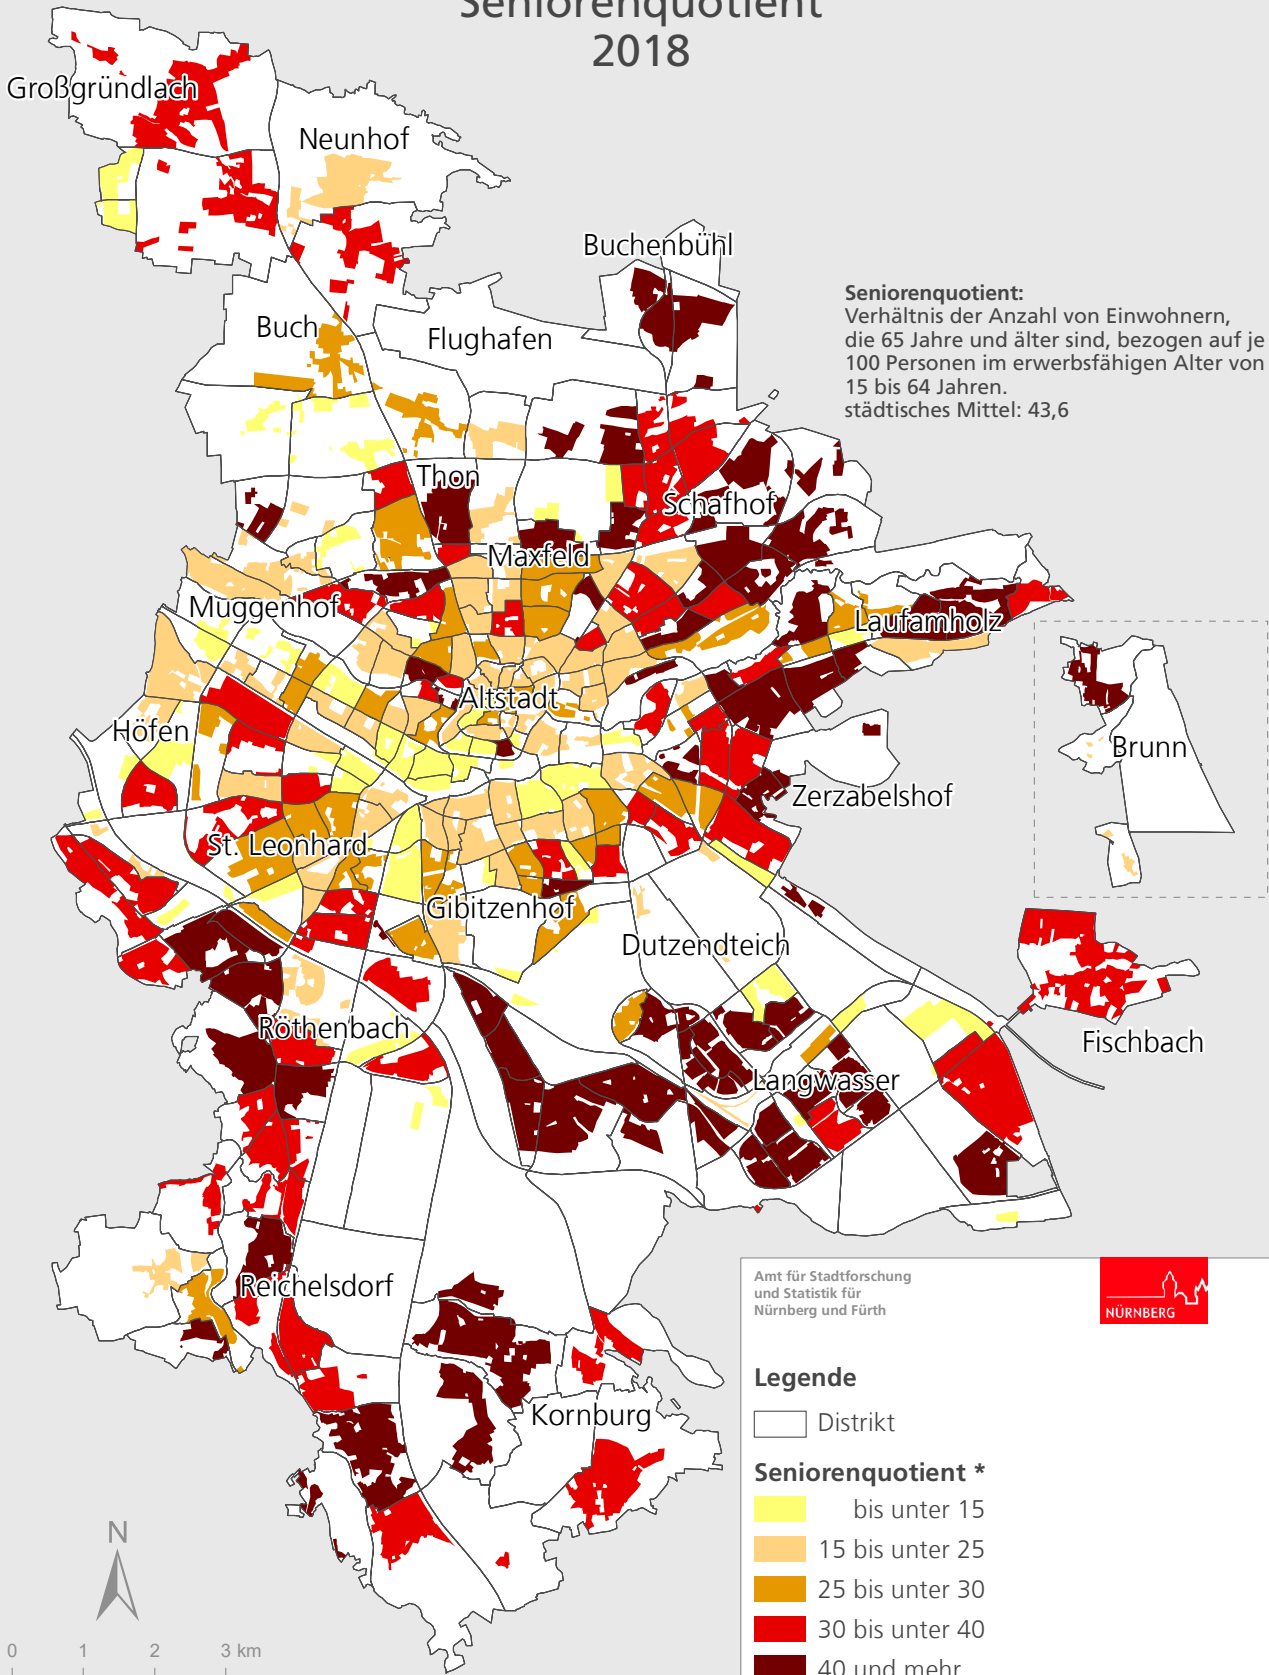 Seniorenquotient
2018
Großgründlach
Neunhof
Buchenbühl
Seniorenquotient:
Verhältnis der Anzahl von Einwohnern,
die 65 Jahre und älter sind, bezogen auf je
100 Personen im erwerbsfähigen Alter von
15 bis 64 Jahren.
städtisches Mittel: 43,6
Buch
Flughafen
Thon
Schafhof
Maxfeld
Muggenhof
Laufamholz
Altstadt
Höfen
Brunn
Zerzabelshof
St. Leonhard
Gibitzenhof
Dutzendteich
Röthenbach
Fischbach
Langwasser
Reichelsdorf
Kornburg
Amt für Stadtforschung
und Statistik für
Nürnberg und Fürth
NÜRNBERG
Legende
Distrikt
Seniorenquotient *
bis unter 15
15 bis unter 25
25 bis unter 30
30 bis unter 40
40 und mehr
N
0 1 2 3 km